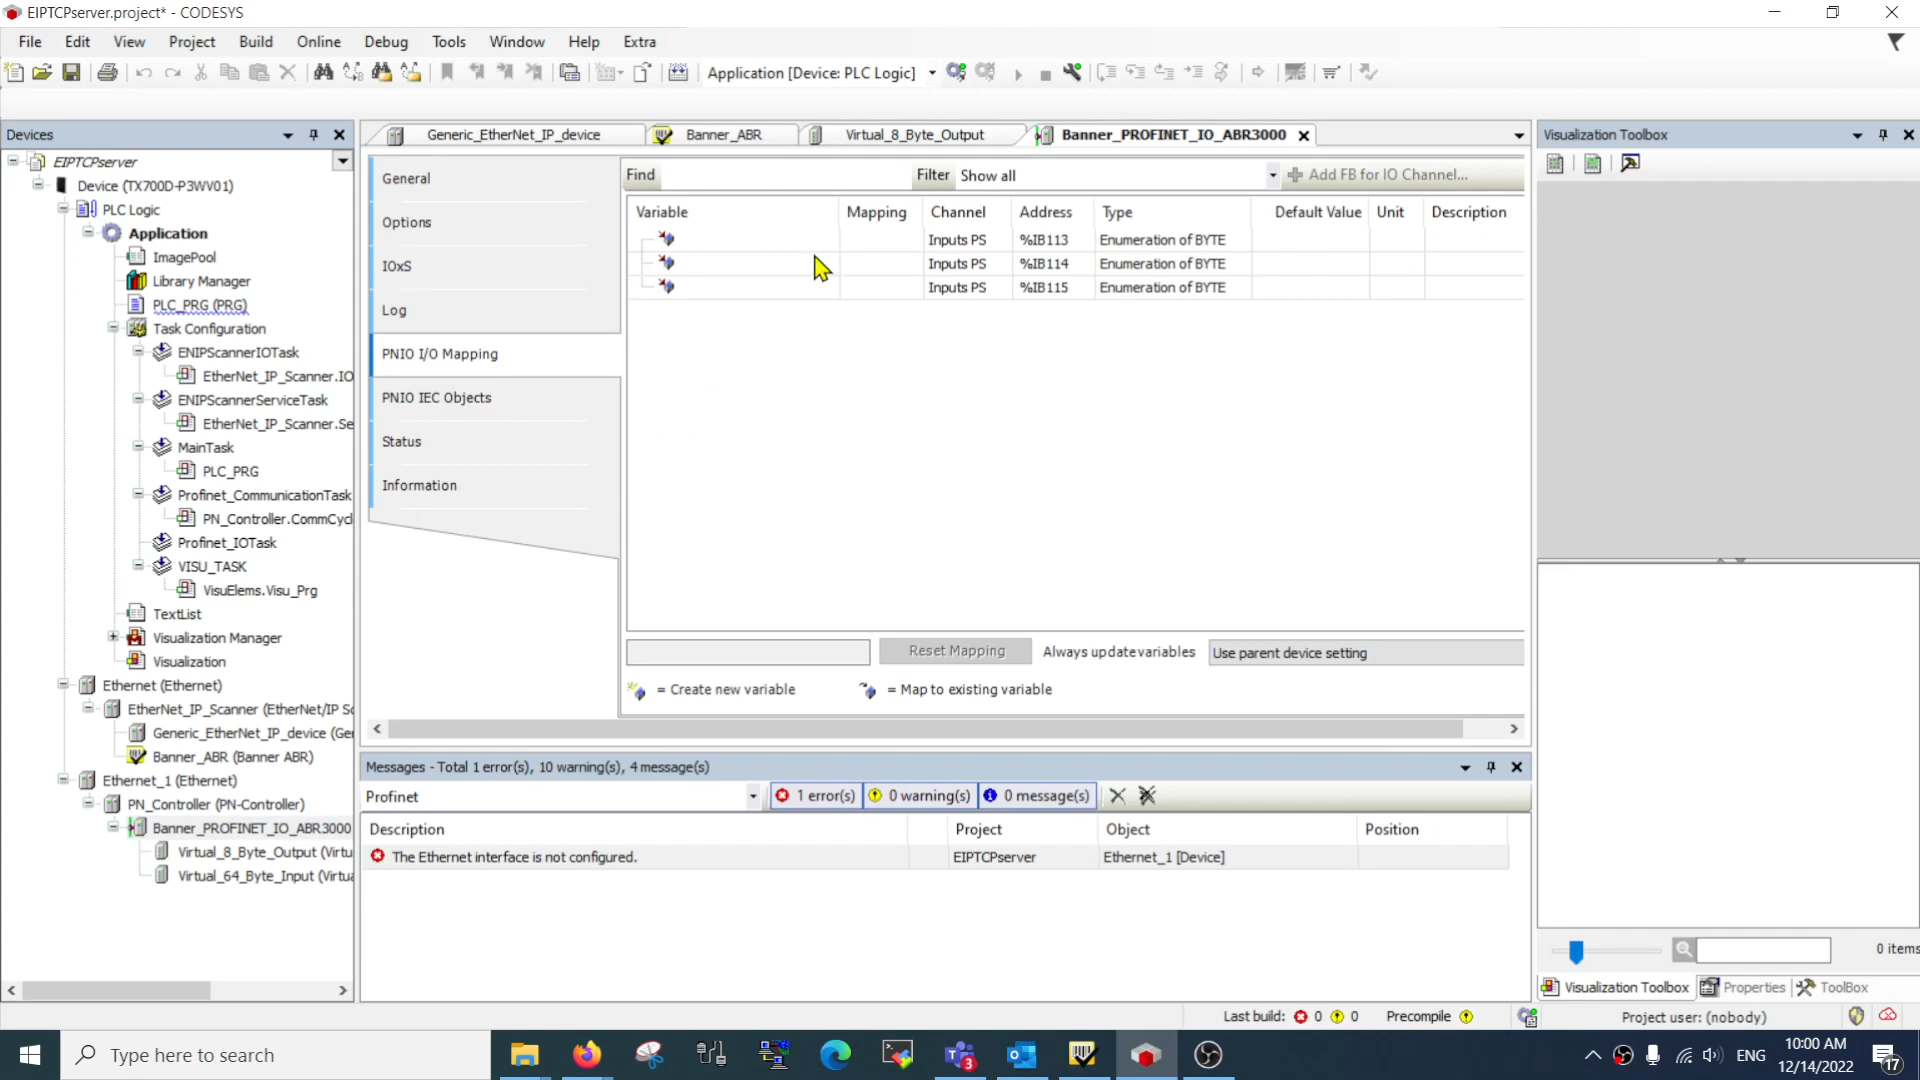 EIPTCPserver.project* - CODESYS
File Edit View Project Build Online Debug Tools Window Help Extra
Application [Device: PLC Logic]
Devices
EIPTCPserver
Device (TX700D-P3WV01)
PLC Logic
Application
ImagePool
Library Manager
PLC_PRG (PRG)
Task Configuration
ENIPScannerIOTask
EtherNet_IP_Scanner.IO
ENIPScannerServiceTask
EtherNet_IP_Scanner.Se
MainTask
PLC_PRG
Profinet_CommunicationTask
PN_Controller.CommCycl
Profinet_IOTask
VISU_TASK
VisuElems.Visu_Prg
TextList
Visualization Manager
Visualization
Ethernet (Ethernet)
EtherNet_IP_Scanner (EtherNet/IP Sc
Generic_EtherNet_IP_device (Ger
Banner_ABR (Banner ABR)
Ethernet_1 (Ethernet)
PN_Controller (PN-Controller)
Banner_PROFINET_IO_ABR3000
Virtual_8_Byte_Output (Virtu
Virtual_64_Byte_Input (Virtua
Generic_EtherNet_IP_device Banner_ABR Virtual_8_Byte_Output Banner_PROFINET_IO_ABR3000
General
Options
IOxS
Log
PNIO I/O Mapping
PNIO IEC Objects
Status
Information
Find Filter Show all Add FB for IO Channel...
Variable Mapping Channel Address Type Default Value Unit Description
Inputs PS %IB113 Enumeration of BYTE
Inputs PS %IB114 Enumeration of BYTE
Inputs PS %IB115 Enumeration of BYTE
Reset Mapping Always update variables Use parent device setting
= Create new variable = Map to existing variable
Messages - Total 1 error(s), 10 warning(s), 4 message(s)
Profinet 1 error(s) 0 warning(s) 0 message(s)
Description Project Object Position
The Ethernet interface is not configured. EIPTCPserver Ethernet_1 [Device]
Visualization Toolbox
0 items
Visualization Toolbox Properties ToolBox
Last build: 0 0 Precompile Project user: (nobody)
Type here to search
3
ENG
10:00 AM
12/14/2022
17